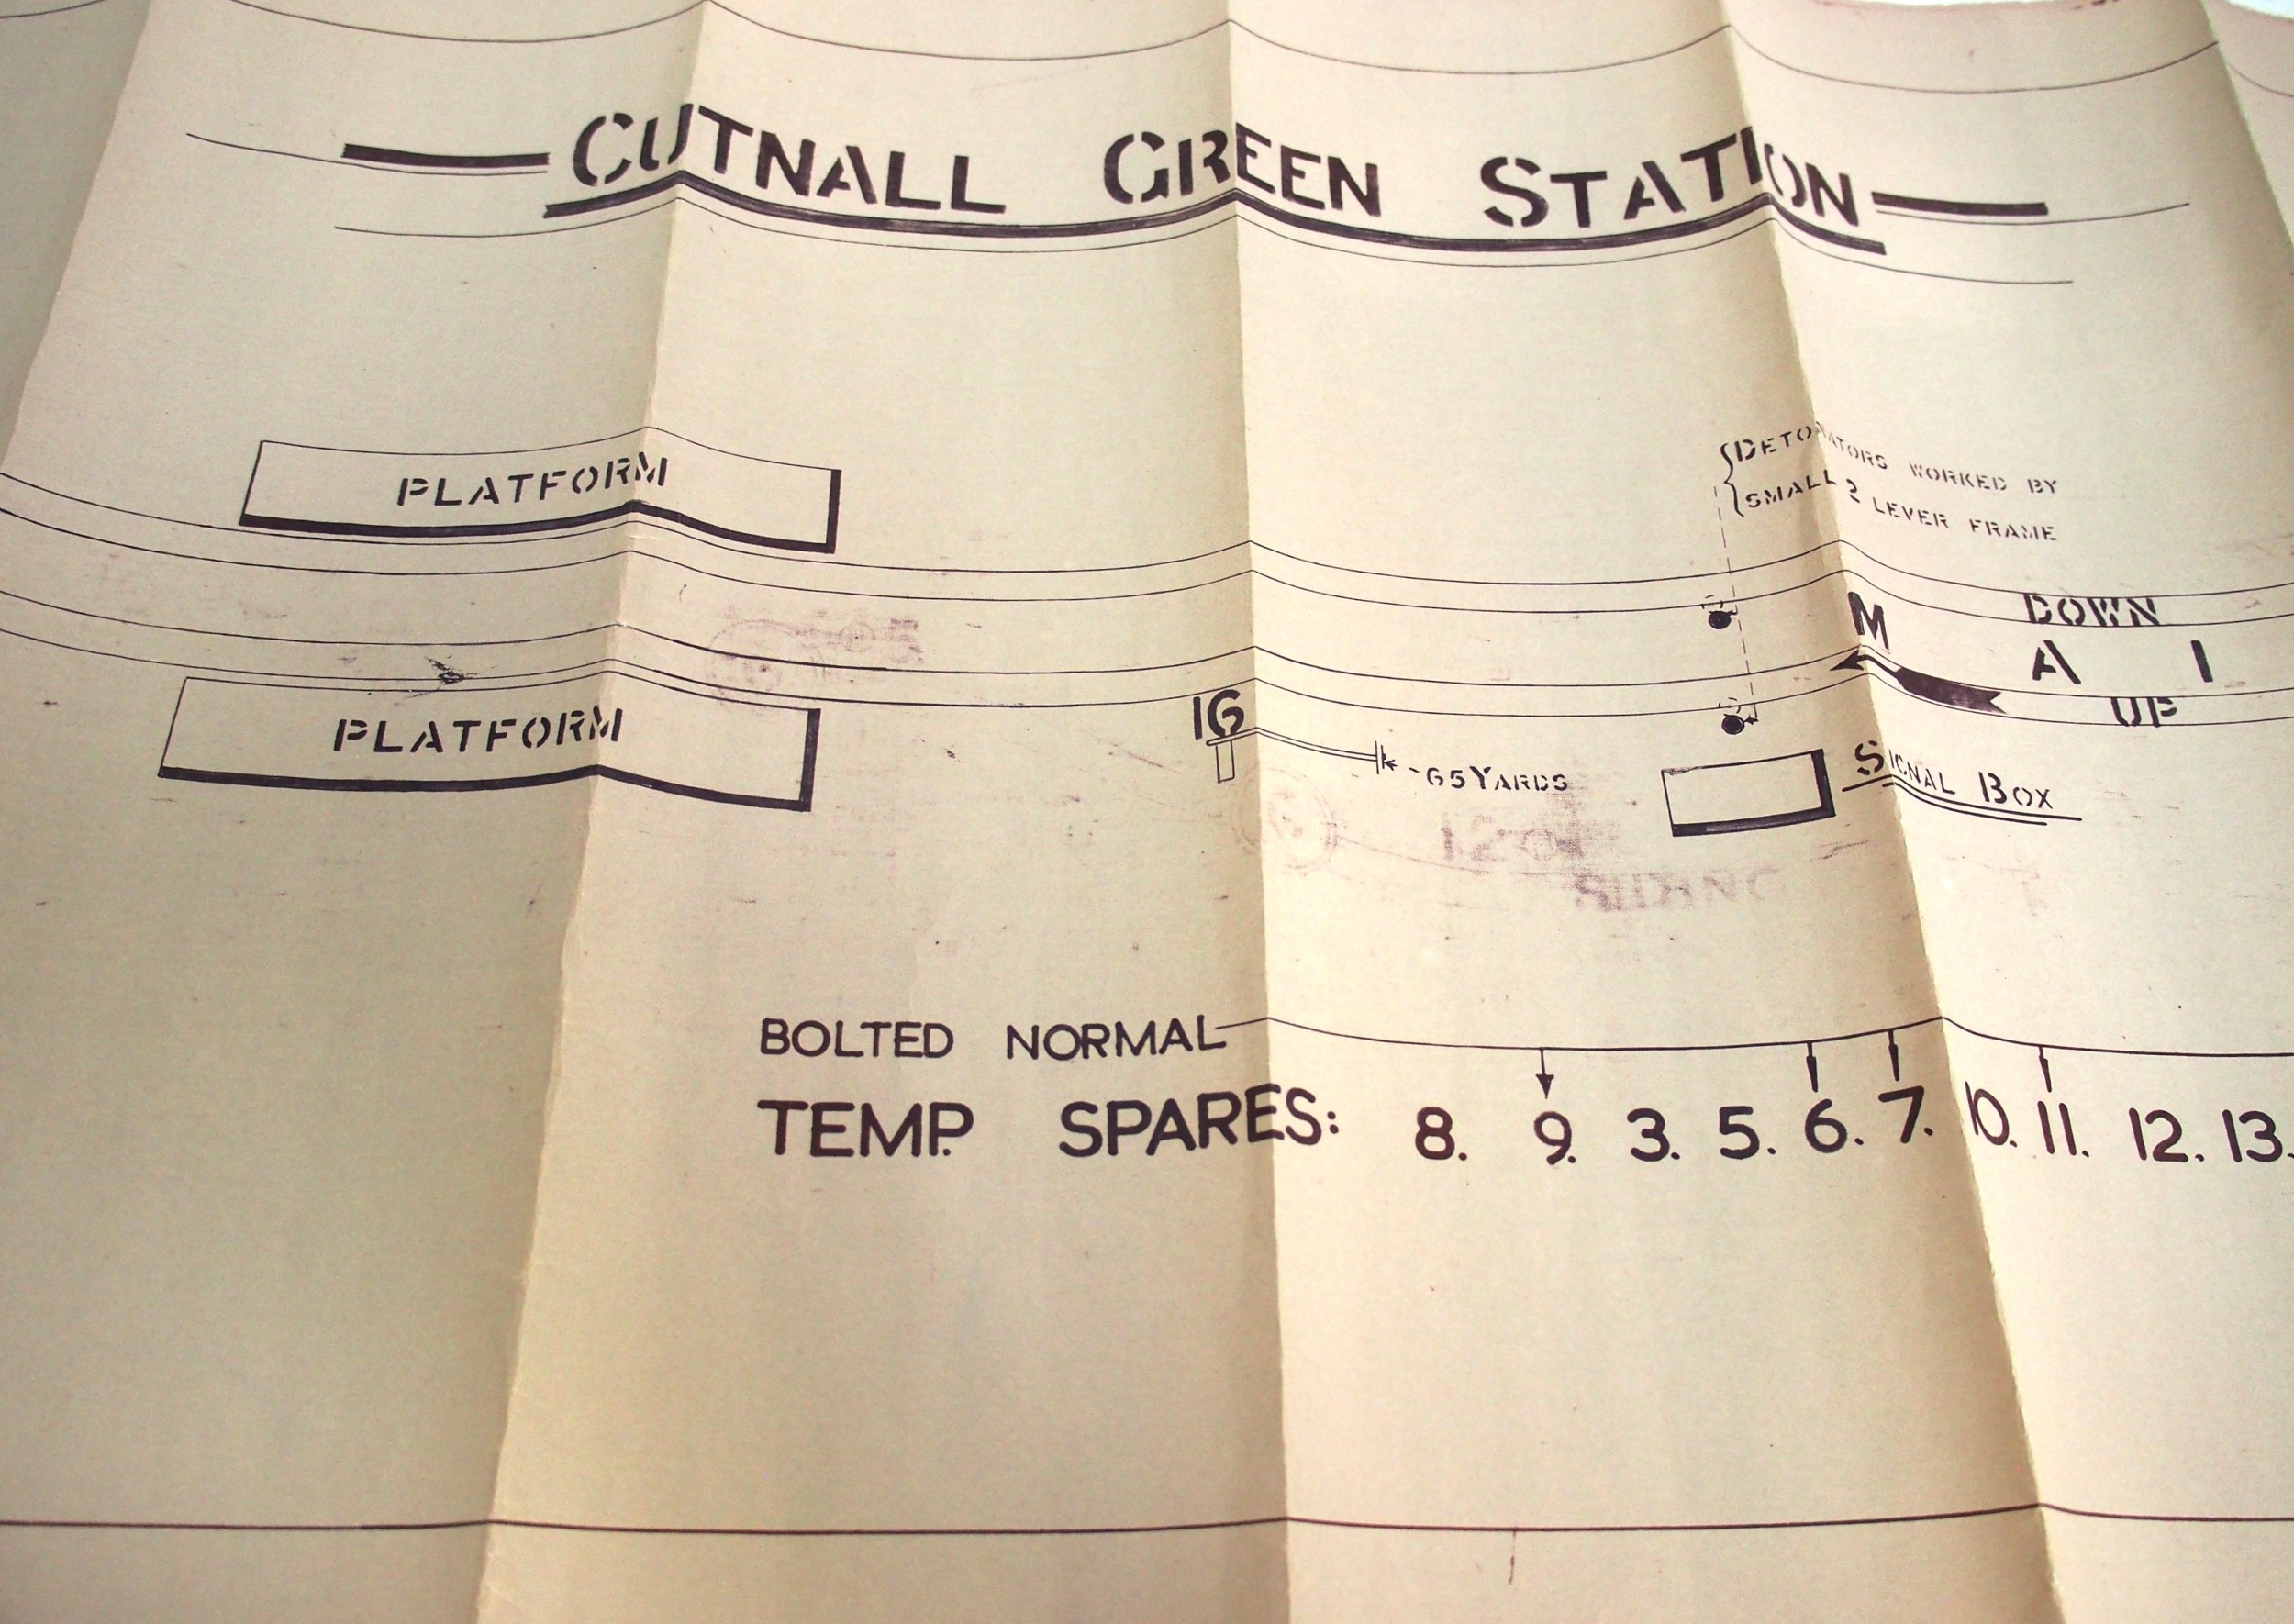 CUTNALL GREEN STATION
PLATFORM
DETONATORS WORKED BY
SMALL 2 LEVER FRAME
DOWN
M A I
UP
PLATFORM
16
65 YARDS
SIGNAL BOX
SIDING
BOLTED NORMAL
TEMP. SPARES: 8. 9. 3. 5. 6. 7. 10. 11. 12. 13.